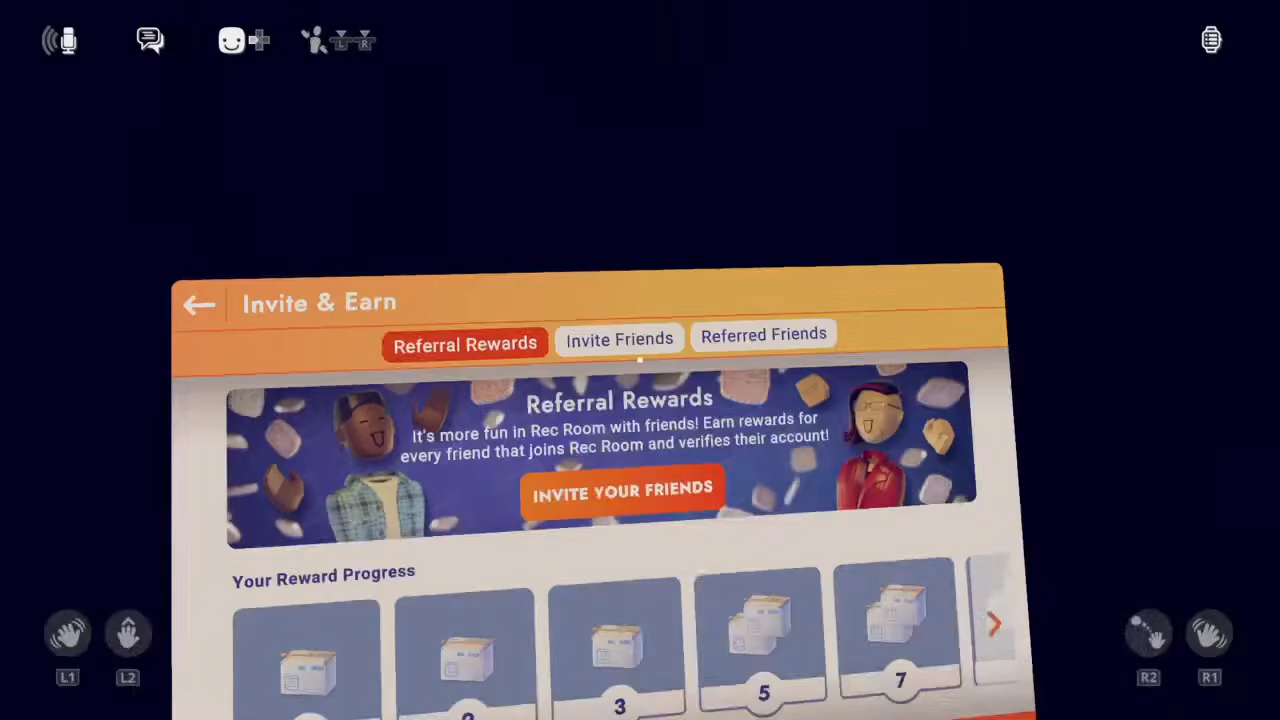 L R
Invite & Earn
Referral Rewards Invite Friends Referred Friends
Referral Rewards
It's more fun in Rec Room with friends! Earn rewards for
every friend that joins Rec Room and verifies their account!
INVITE YOUR FRIENDS
Your Reward Progress
3 5 7
L1 L2 R2 R1